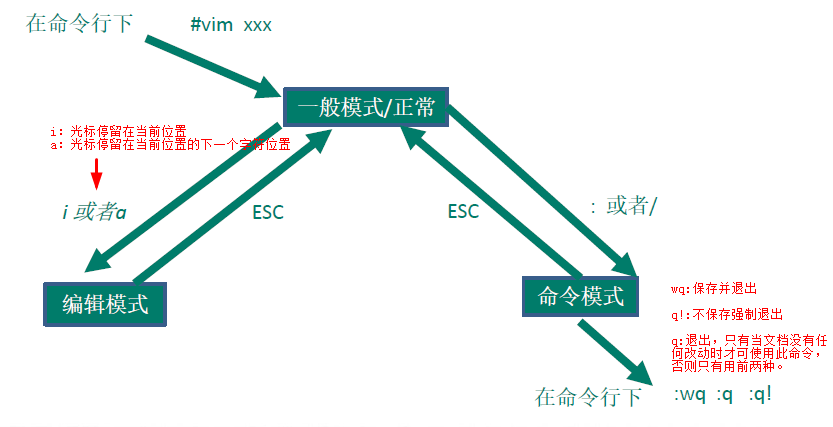 在命令行下 #vim xxx
一般模式/正常
i: 光标停留在当前位置
a: 光标停留在当前位置的下一个字符位置
i 或者a
ESC
ESC
: 或者/
编辑模式
命令模式
wq:保存并退出
q!:不保存强制退出
q:退出，只有当文档没有任
何改动时才可使用此命令，
否则只有用前两种。
在命令行下 :wq :q :q!